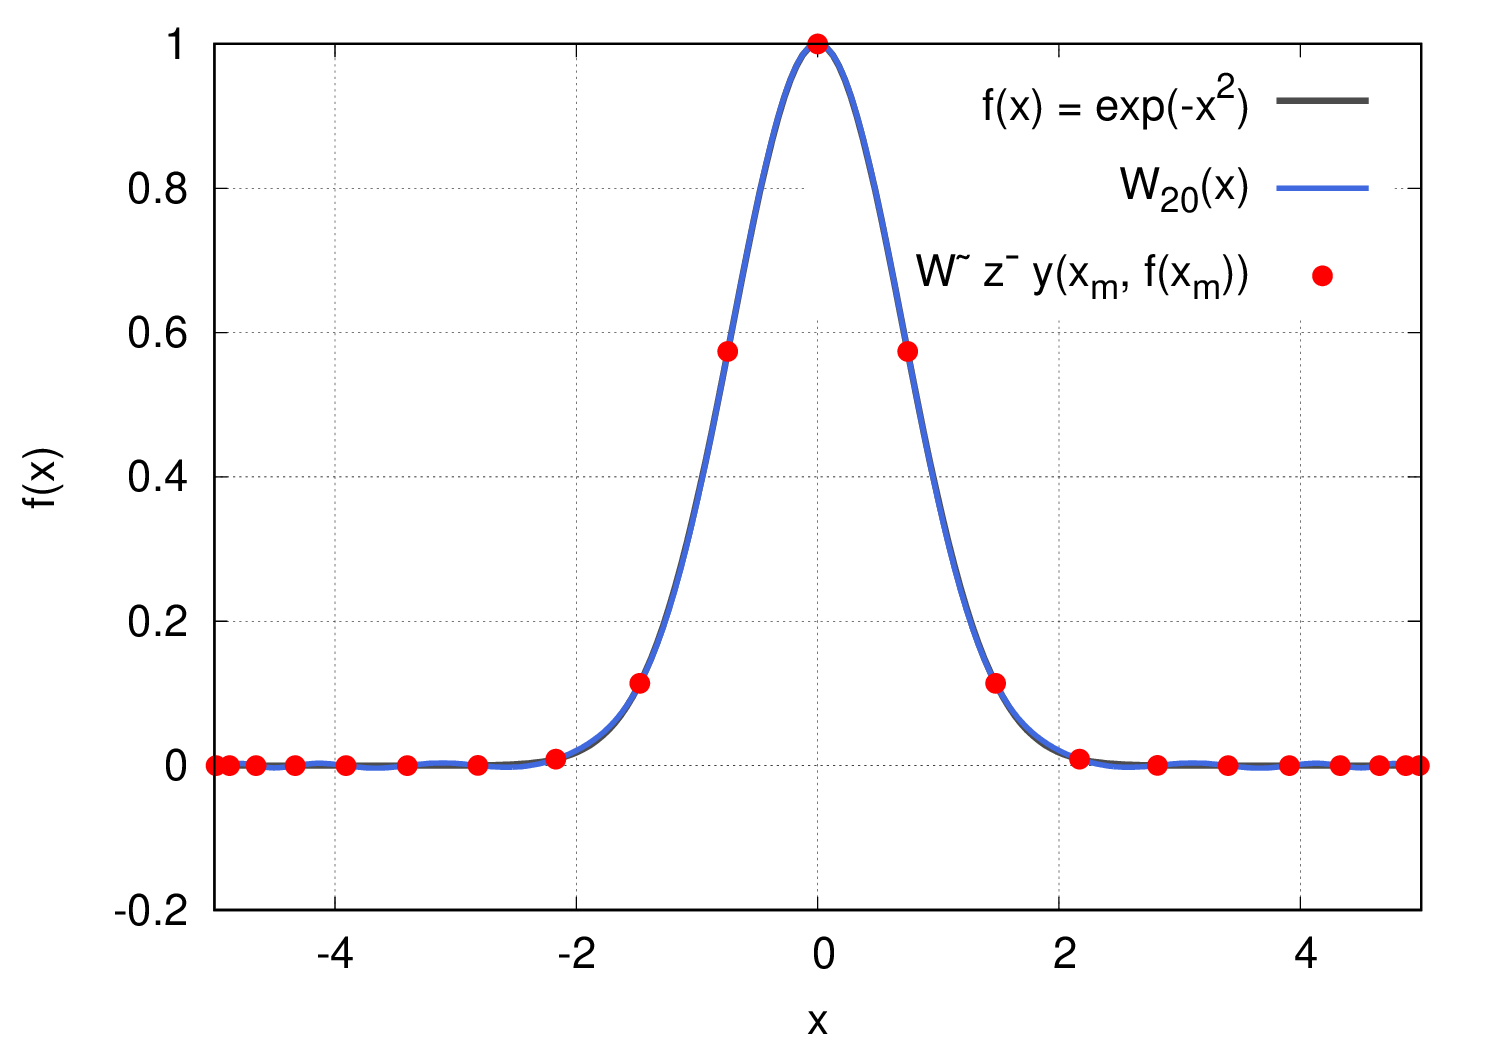 f(x) = exp(-x²)
W₂₀(x)
W˜ z¯ y(xₘ, f(xₘ))
1
0.8
0.6
0.4
0.2
0
-0.2
f(x)
-4 -2 0 2 4
x